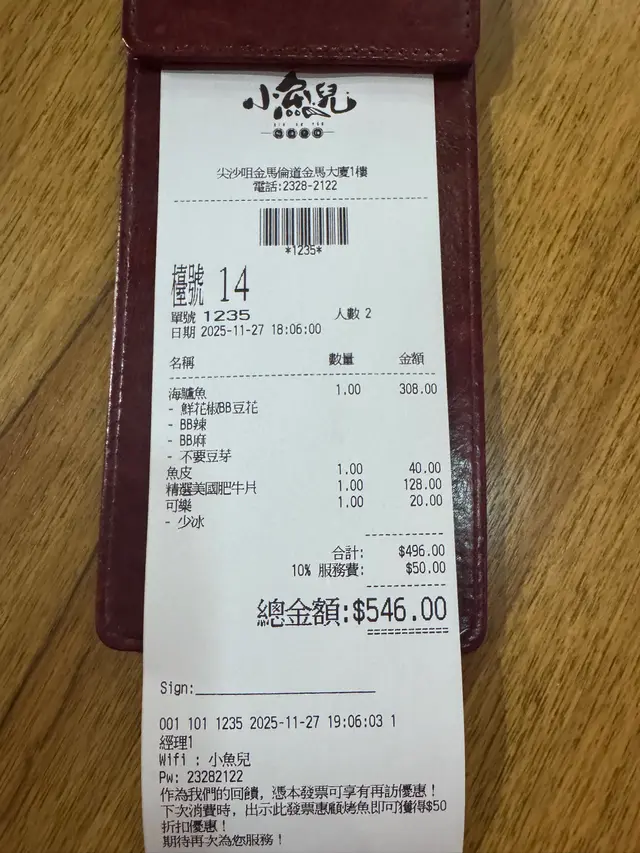 小魚兒
尖沙咀金馬倫道金馬大廈1樓
電話:2328-2122
*1235*
檯號 14
單號 1235 人數 2
日期 2025-11-27 18:06:00
名稱 數量 金額
海鱸魚 1.00 308.00
- 鮮花椒BB豆花
- BB辣
- BB麻
- 不要豆芽
魚皮 1.00 40.00
精選美國肥牛片 1.00 128.00
可樂 1.00 20.00
- 少冰
合計: $496.00
10% 服務費: $50.00
總金額:$546.00
Sign:
001 101 1235 2025-11-27 19:06:03 1
經理1
Wifi : 小魚兒
Pw: 23282122
作為我們的回饋，憑本發票可享有再訪優惠！
下次消費時，出示此發票惠顧烤魚即可獲得$50
折扣優惠！
期待再次為您服務！